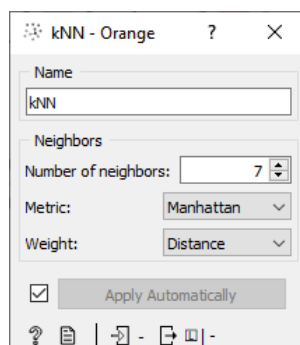 kNN - Orange ? ×
Name
kNN
Neighbors
Number of neighbors: 7
Metric: Manhattan
Weight: Distance
Apply Automatically
? | - | -